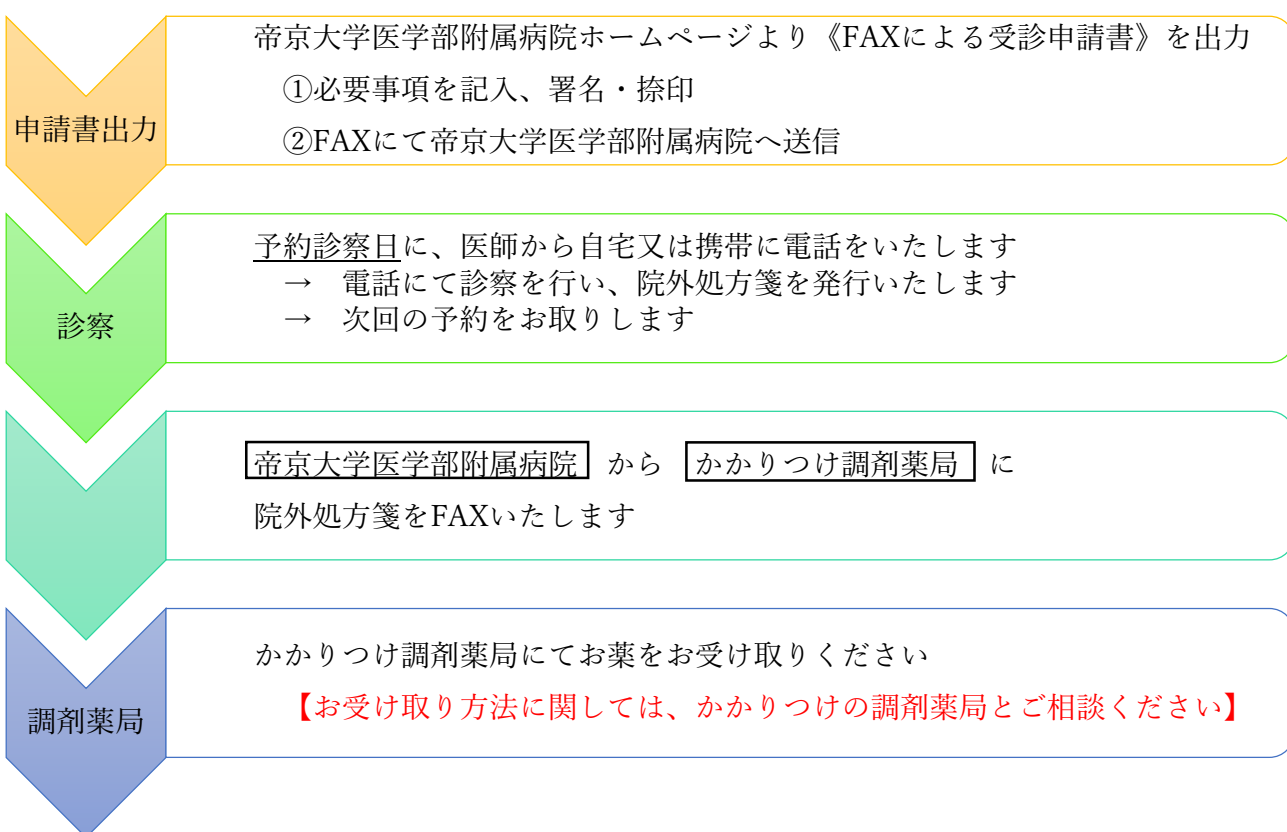 帝京大学医学部附属病院ホームページより《FAXによる受診申請書》を出力
①必要事項を記入、署名・捺印
②FAXにて帝京大学医学部附属病院へ送信
申請書出力
予約診察日に、医師から自宅又は携帯に電話をいたします
→ 電話にて診察を行い、院外処方箋を発行いたします
→ 次回の予約をお取りします
診察
帝京大学医学部附属病院 から かかりつけ調剤薬局 に
院外処方箋をFAXいたします
かかりつけ調剤薬局にてお薬をお受け取りください
【お受け取り方法に関しては、かかりつけの調剤薬局とご相談ください】
調剤薬局